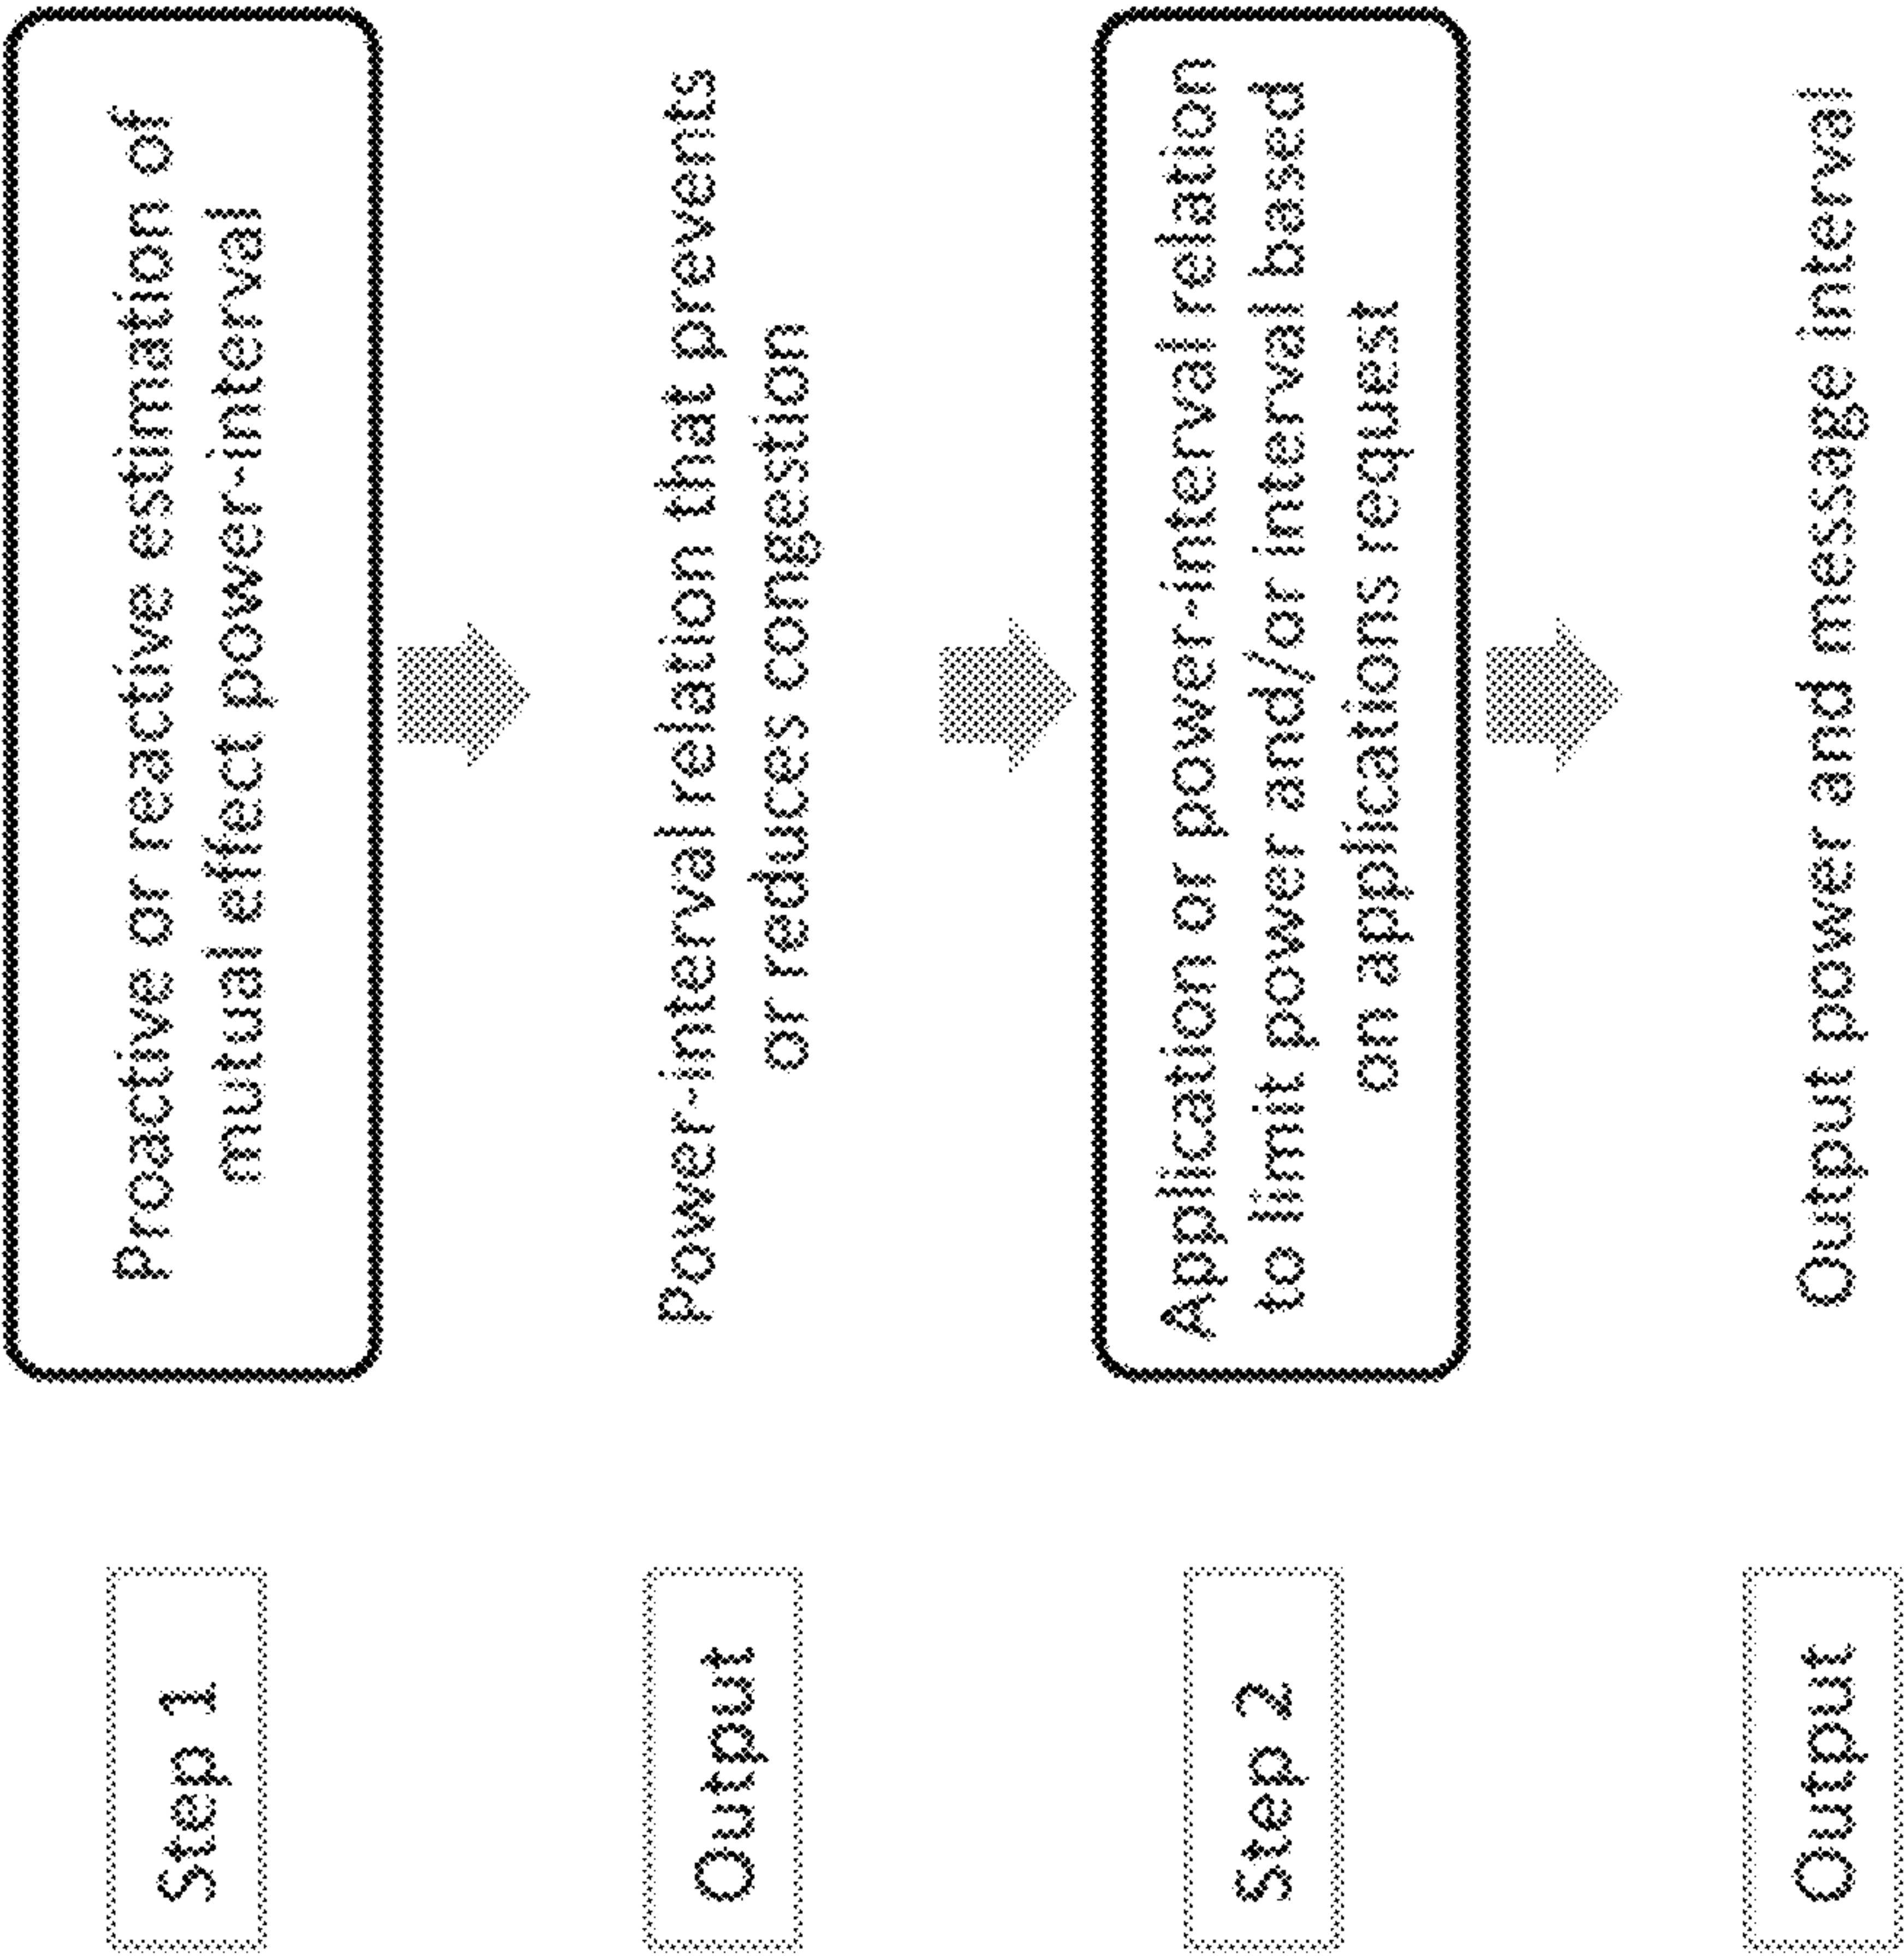 Step 1
Proactive or reactive estimation of
mutual effect power-interval
Output
Power-interval relation that prevents
or reduces congestion
Step 2
Application or power-interval relation
to limit power and/or interval based
on applications request
Output
Output power and message interval